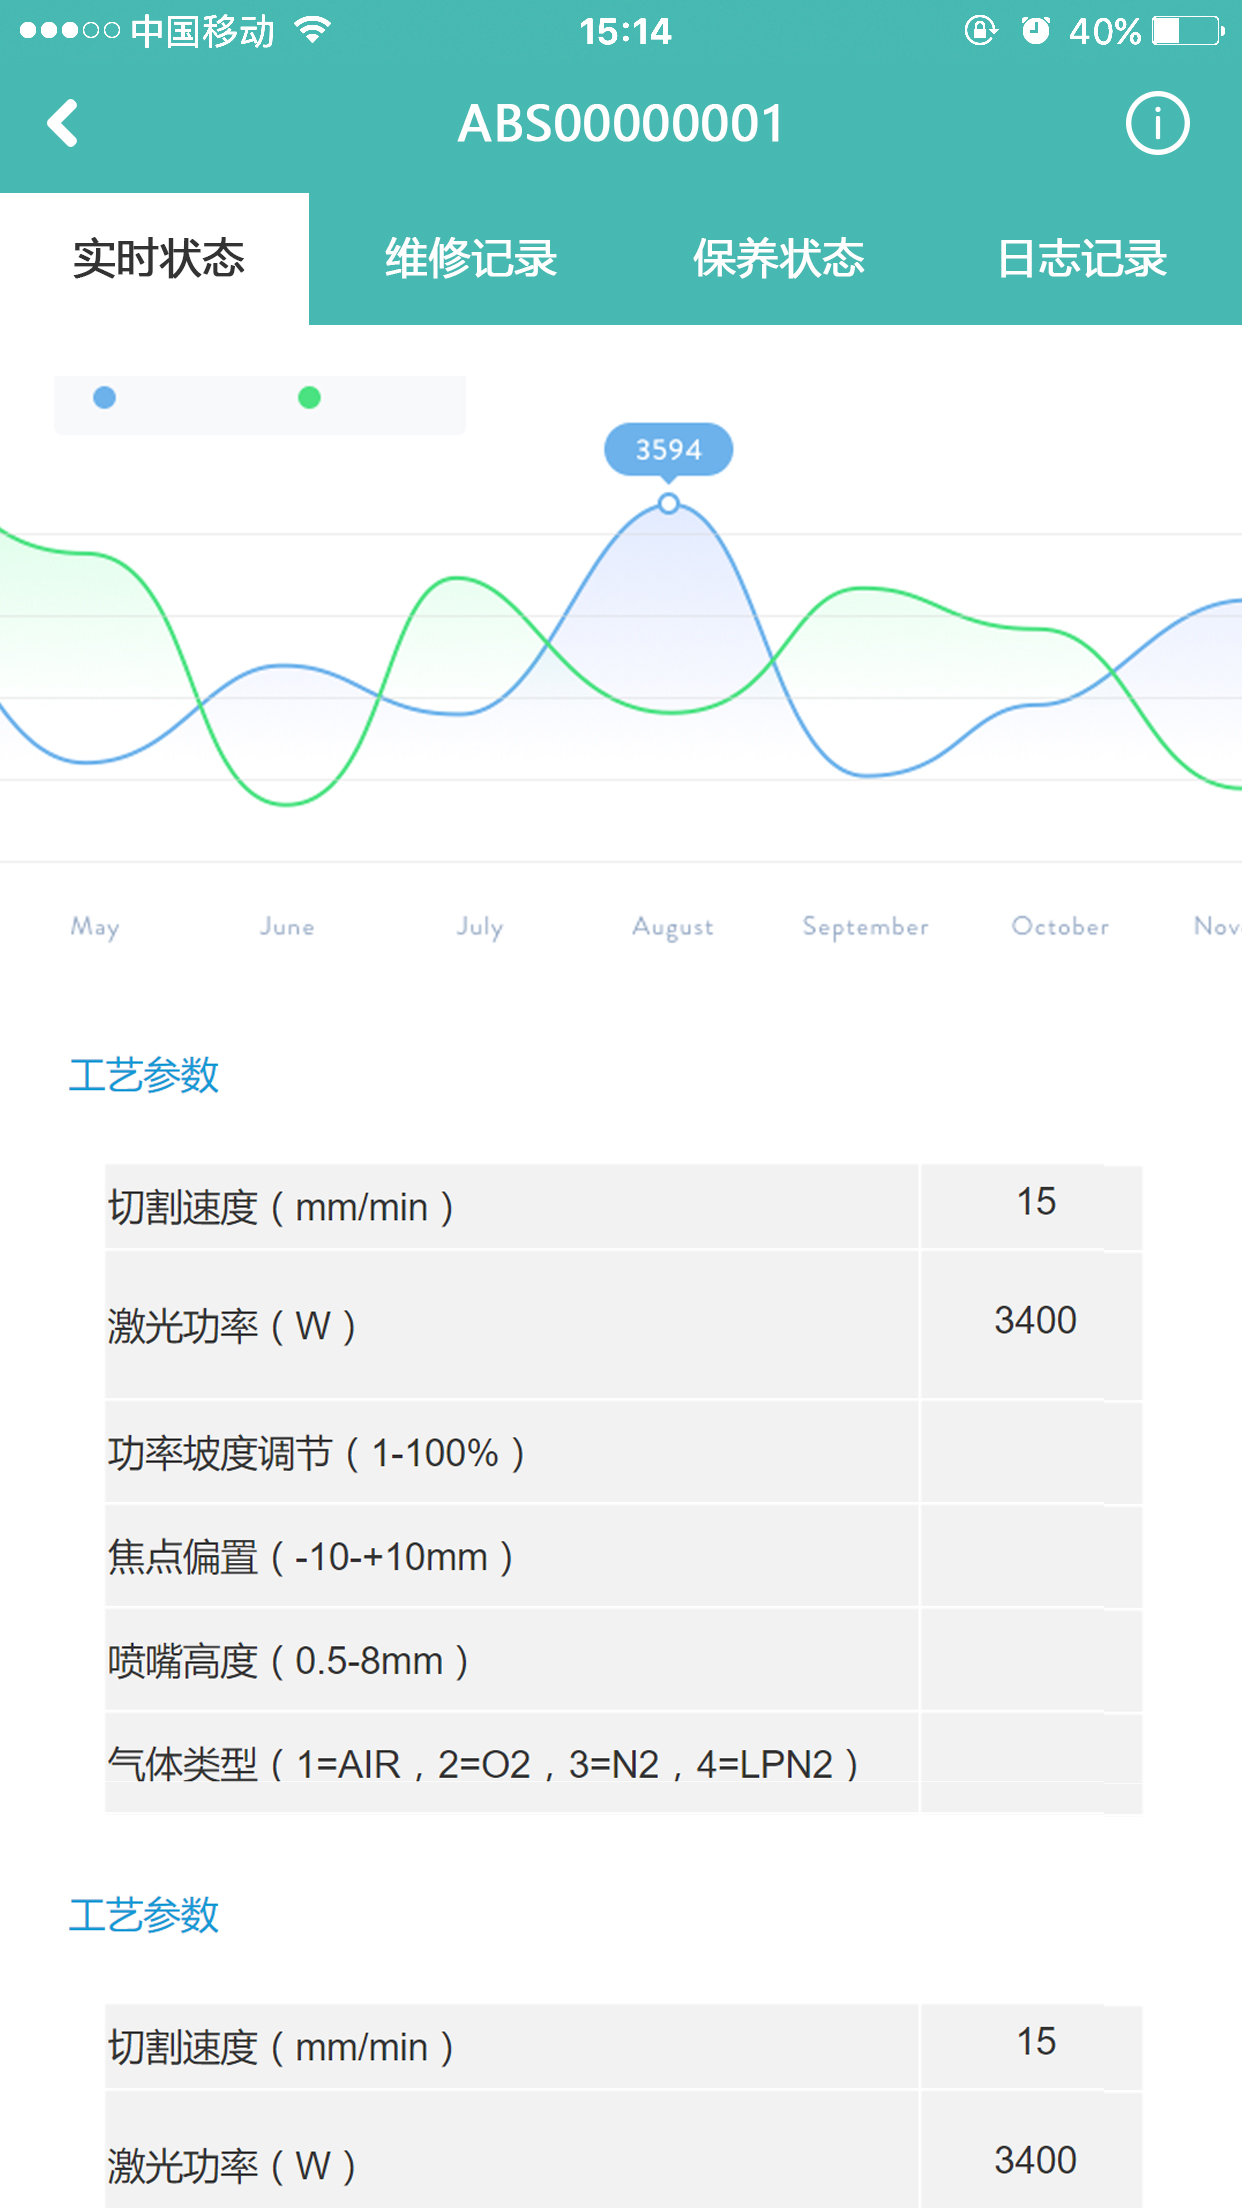 中国移动 15:14 40%
ABS00000001
实时状态 维修记录 保养状态 日志记录
3594
May June July August September October Nov
工艺参数
切割速度（mm/min） 15
激光功率（W） 3400
功率坡度调节（1-100%）
焦点偏置（-10-+10mm）
喷嘴高度（0.5-8mm）
气体类型（1=AIR，2=O2，3=N2，4=LPN2）
工艺参数
切割速度（mm/min） 15
激光功率（W） 3400